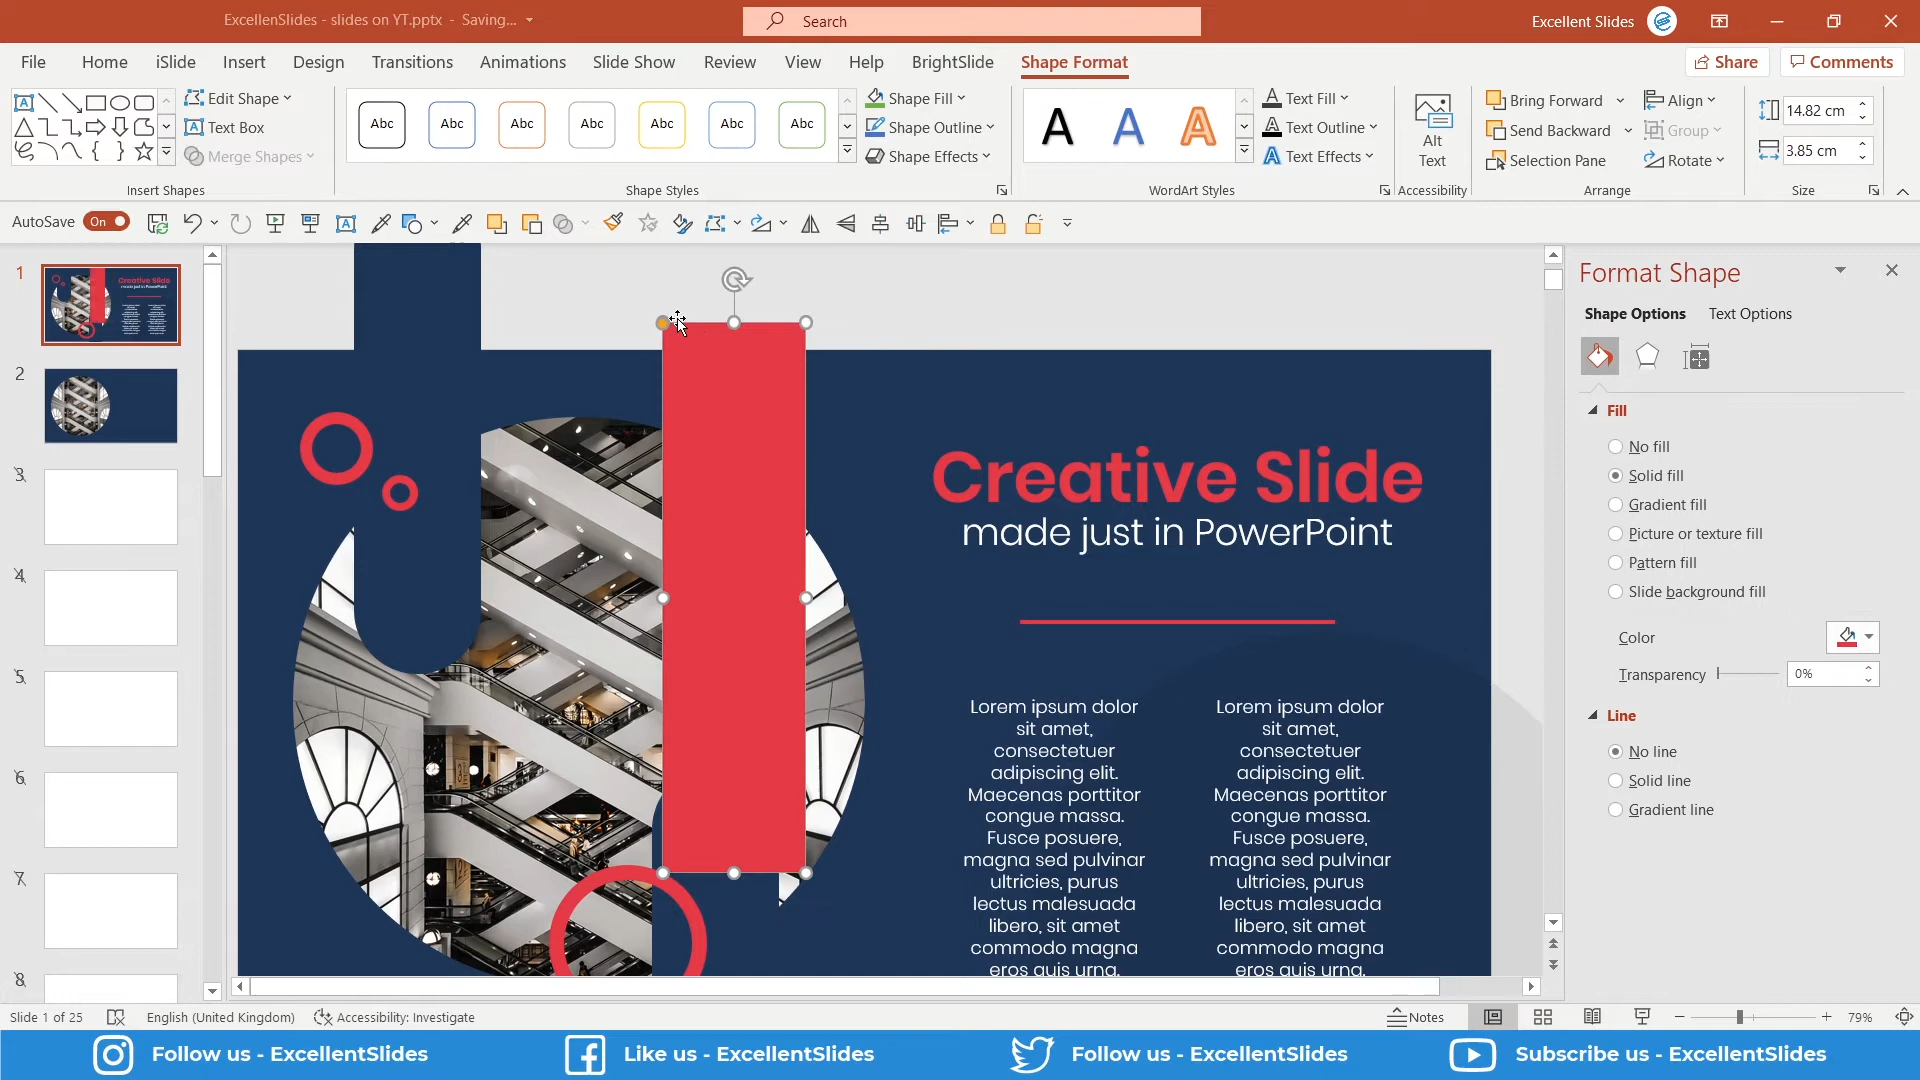 ExcellenSlides - slides on YT.pptx - Saving...
Search
Excellent Slides
File
Home
iSlide
Insert
Design
Transitions
Animations
Slide Show
Review
View
Help
BrightSlide
Shape Format
Share
Comments
Edit Shape
Text Box
Merge Shapes
Insert Shapes
Abc
Abc
Abc
Abc
Abc
Abc
Abc
Shape Fill
Shape Outline
Shape Effects
Shape Styles
A
A
A
Text Fill
Text Outline
Text Effects
WordArt Styles
Alt
Text
Accessibility
Bring Forward
Send Backward
Selection Pane
Align
Group
Rotate
Arrange
14.82 cm
3.85 cm
Size
AutoSave
On
1
2
3
4
5
6
7
8
Creative Slide
made just in PowerPoint
Lorem ipsum dolor
sit amet,
consectetuer
adipiscing elit.
Maecenas porttitor
congue massa.
Fusce posuere,
magna sed pulvinar
ultricies, purus
lectus malesuada
libero, sit amet
commodo magna
eros quis urna.
Lorem ipsum dolor
sit amet,
consectetuer
adipiscing elit.
Maecenas porttitor
congue massa.
Fusce posuere,
magna sed pulvinar
ultricies, purus
lectus malesuada
libero, sit amet
commodo magna
eros quis urna.
Format Shape
Shape Options
Text Options
Fill
No fill
Solid fill
Gradient fill
Picture or texture fill
Pattern fill
Slide background fill
Color
Transparency
0%
Line
No line
Solid line
Gradient line
Slide 1 of 25
English (United Kingdom)
Accessibility: Investigate
Notes
79%
Follow us - ExcellentSlides
Like us - ExcellentSlides
Follow us - ExcellentSlides
Subscribe us - ExcellentSlides